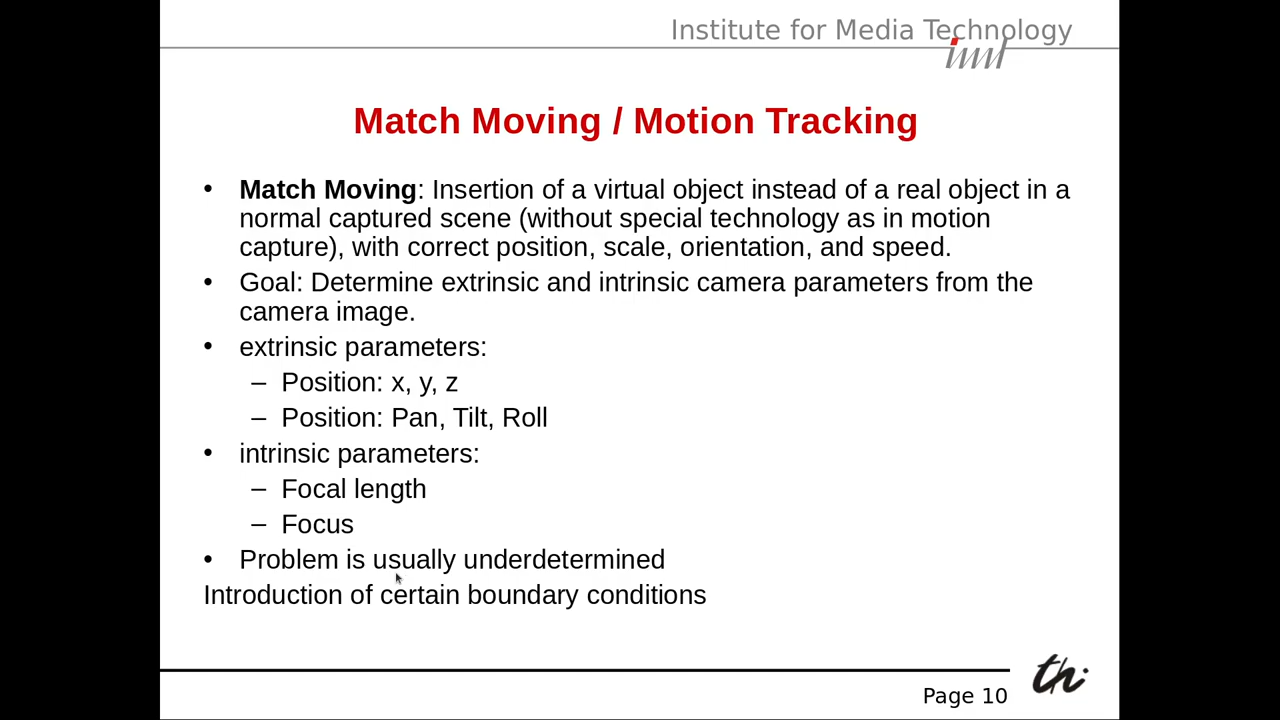 Institute for Media Technology
imt
Match Moving / Motion Tracking
• Match Moving: Insertion of a virtual object instead of a real object in a
normal captured scene (without special technology as in motion
capture), with correct position, scale, orientation, and speed.
• Goal: Determine extrinsic and intrinsic camera parameters from the
camera image.
• extrinsic parameters:
– Position: x, y, z
– Position: Pan, Tilt, Roll
• intrinsic parameters:
– Focal length
– Focus
• Problem is usually underdetermined
Introduction of certain boundary conditions
th
Page 10